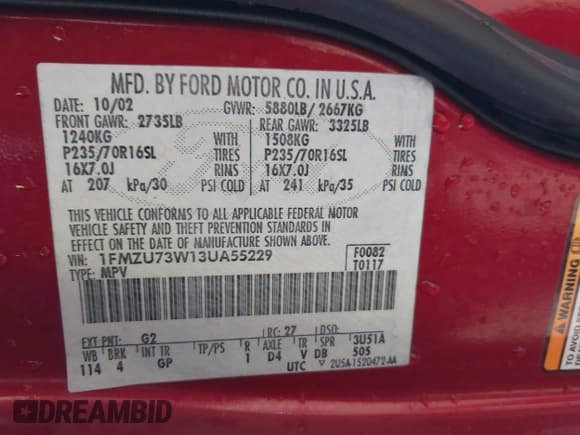 MFD. BY FORD MOTOR CO. IN U.S.A.
DATE: 10/02 GVWR: 5880LB/ 2667KG
FRONT GAWR: 2735LB REAR GAWR: 3325LB
1240KG WITH 1508KG WITH
P235/70R16SL TIRES P235/70R16SL TIRES
16X7.0J RIMS 16X7.0J RIMS
AT 207 kPa/30 PSI COLD AT 241 kPa/35 PSI COLD
THIS VEHICLE CONFORMS TO ALL APPLICABLE FEDERAL MOTOR
VEHICLE SAFETY AND THEFT PREVENTION STANDARDS IN
EFFECT ON THE DATE OF MANUFACTURE SHOWN ABOVE.
VIN: 1FMZU73W13UA55229 F0082
TYPE: MPV T0117
EXT PNT: G2 RC: 27 DSO:
WB BRK INT TR TP/PS R AXLE TR SPR 3U51A
114 4 GP 1 D4 V DB 505
UTC ▽ 2U5A-1520472-AA
WARNING
TO AVOID
DREAMBID